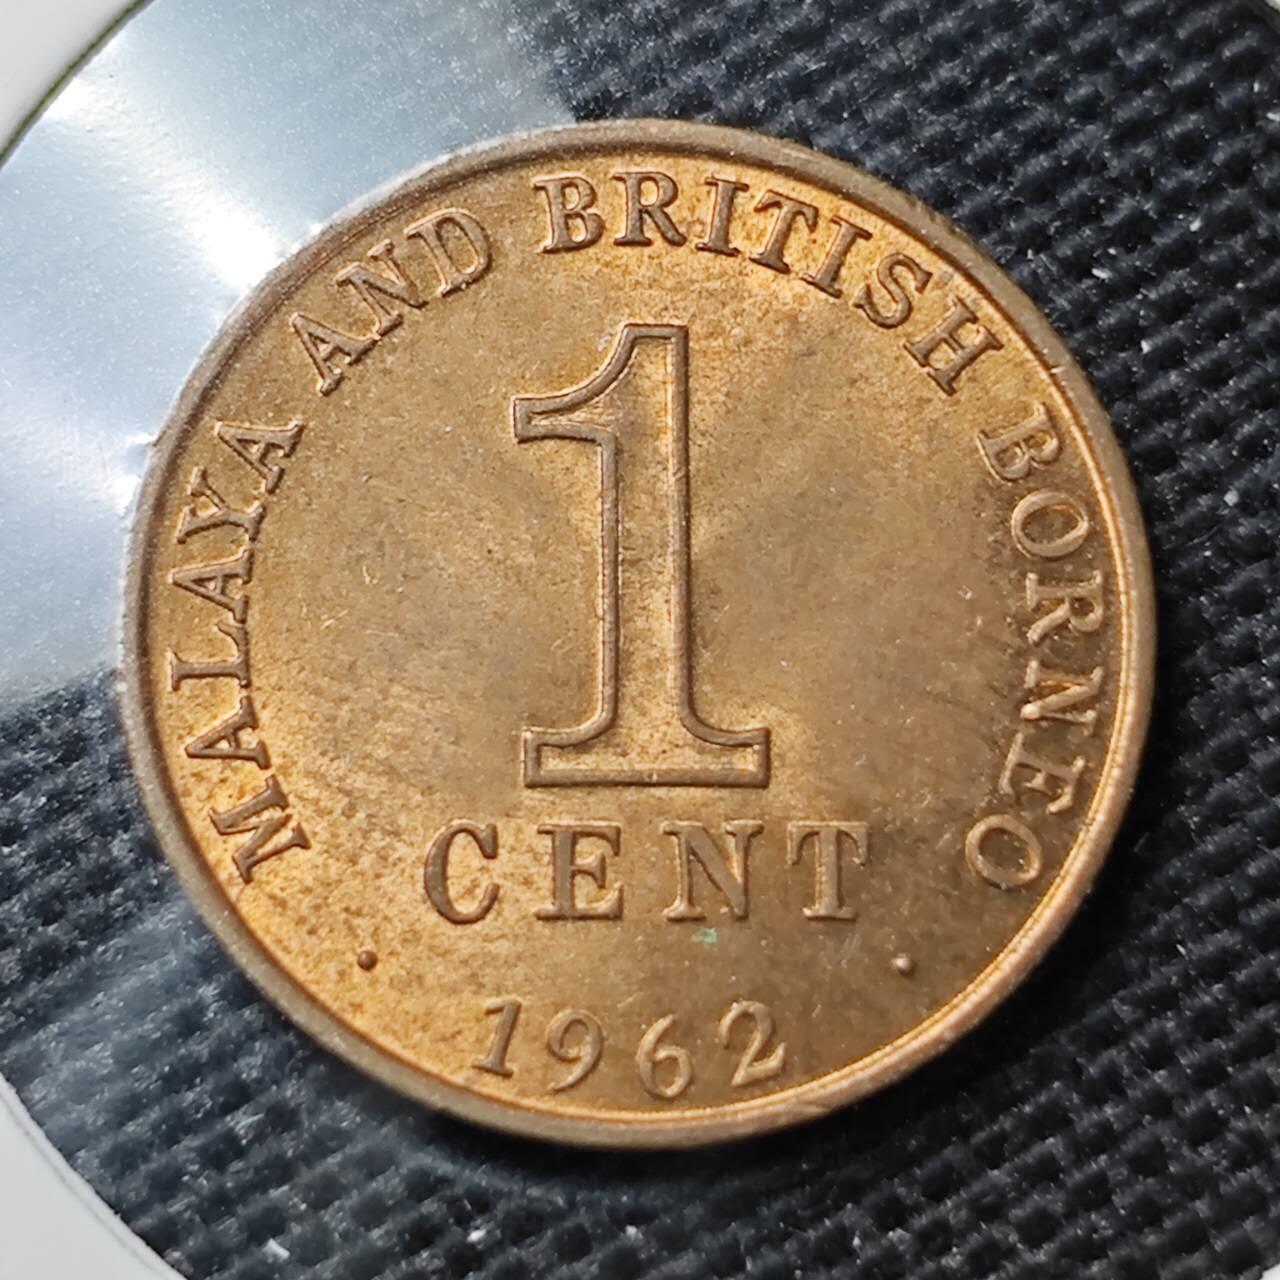 MALAYA AND BRITISH BORNEO
1
CENT
1962